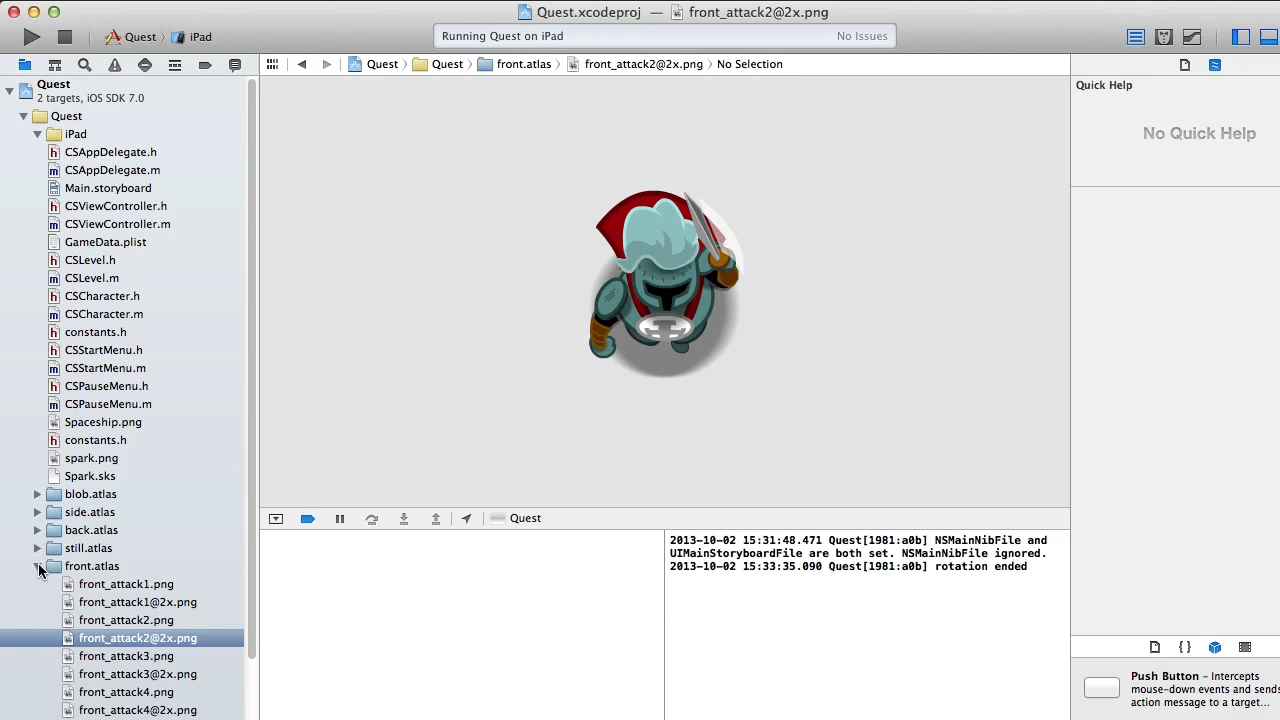 Quest.xcodeproj — front_attack2@2x.png
Quest iPad
Running Quest on iPad No Issues
Quest Quest front.atlas front_attack2@2x.png No Selection
Quest
2 targets, iOS SDK 7.0
Quest
iPad
CSAppDelegate.h
CSAppDelegate.m
Main.storyboard
CSViewController.h
CSViewController.m
GameData.plist
CSLevel.h
CSLevel.m
CSCharacter.h
CSCharacter.m
constants.h
CSStartMenu.h
CSStartMenu.m
CSPauseMenu.h
CSPauseMenu.m
Spaceship.png
constants.h
spark.png
Spark.sks
blob.atlas
side.atlas
back.atlas
still.atlas
front.atlas
front_attack1.png
front_attack1@2x.png
front_attack2.png
front_attack2@2x.png
front_attack3.png
front_attack3@2x.png
front_attack4.png
front_attack4@2x.png
Quest
2013-10-02 15:31:48.471 Quest[1981:a0b] NSMainNibFile and
UIMainStoryboardFile are both set. NSMainNibFile ignored.
2013-10-02 15:33:35.090 Quest[1981:a0b] rotation ended
Quick Help
No Quick Help
Push Button - Intercepts
mouse-down events and sends
action message to a target...